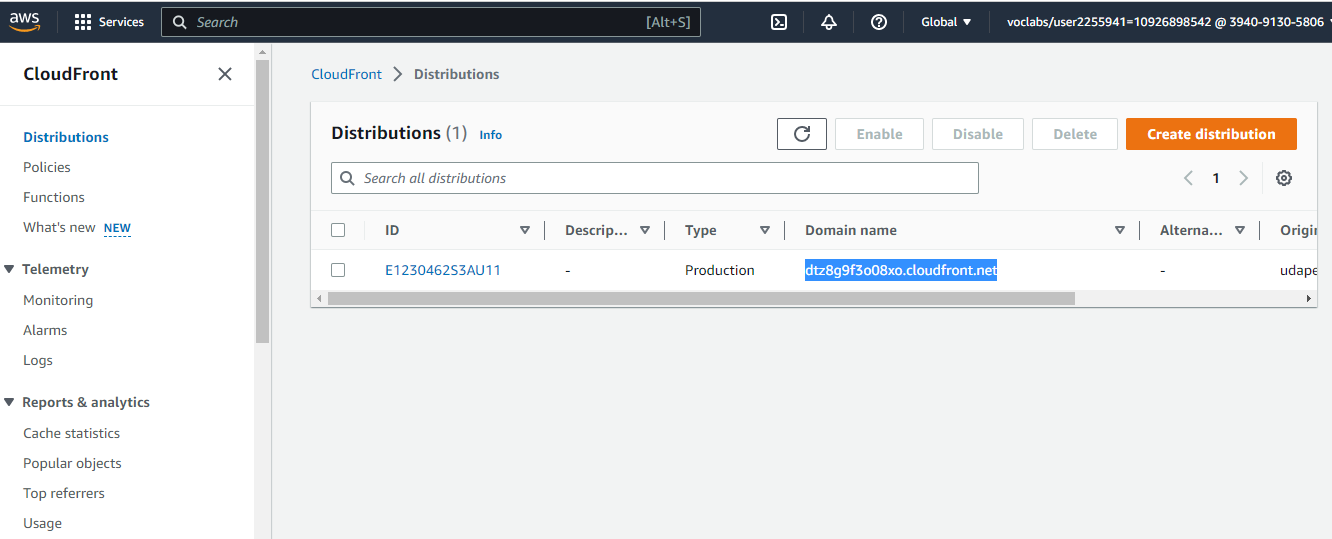 aws Services Search [Alt+S] Global voclabs/user2255941=10926898542 @ 3940-9130-5806
CloudFront
Distributions
Policies
Functions
What's new NEW
Telemetry
Monitoring
Alarms
Logs
Reports & analytics
Cache statistics
Popular objects
Top referrers
Usage
CloudFront > Distributions
Distributions (1) Info Enable Disable Delete Create distribution
Search all distributions 1
ID Descrip... Type Domain name Alterna... Origin
E1230462S3AU11 - Production dtz8g9f3o08xo.cloudfront.net - udape